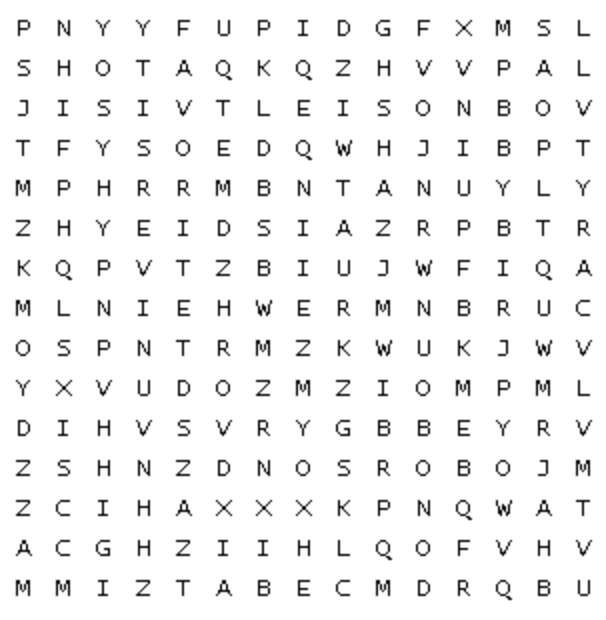 P N Y Y F U P I D G F X M S L
S H O T A Q K Q Z H V V P A L
J I S I V T L E I S O N B O V
T F Y S O E D Q W H J I B P T
M P H R R M B N T A N U Y L Y
Z H Y E I D S I A Z R P B T R
K Q P V T Z B I U J W F I Q A
M L N I E H W E R M N B R U C
O S P N T R M Z K W U K J W V
Y X V U D O Z M Z I O M P M L
D I H V S V R Y G B B E Y R V
Z S H N Z D N O S R O B O J M
Z C I H A X X X K P N Q W A T
A C G H Z I I H L Q O F V H V
M M I Z T A B E C M D R Q B U